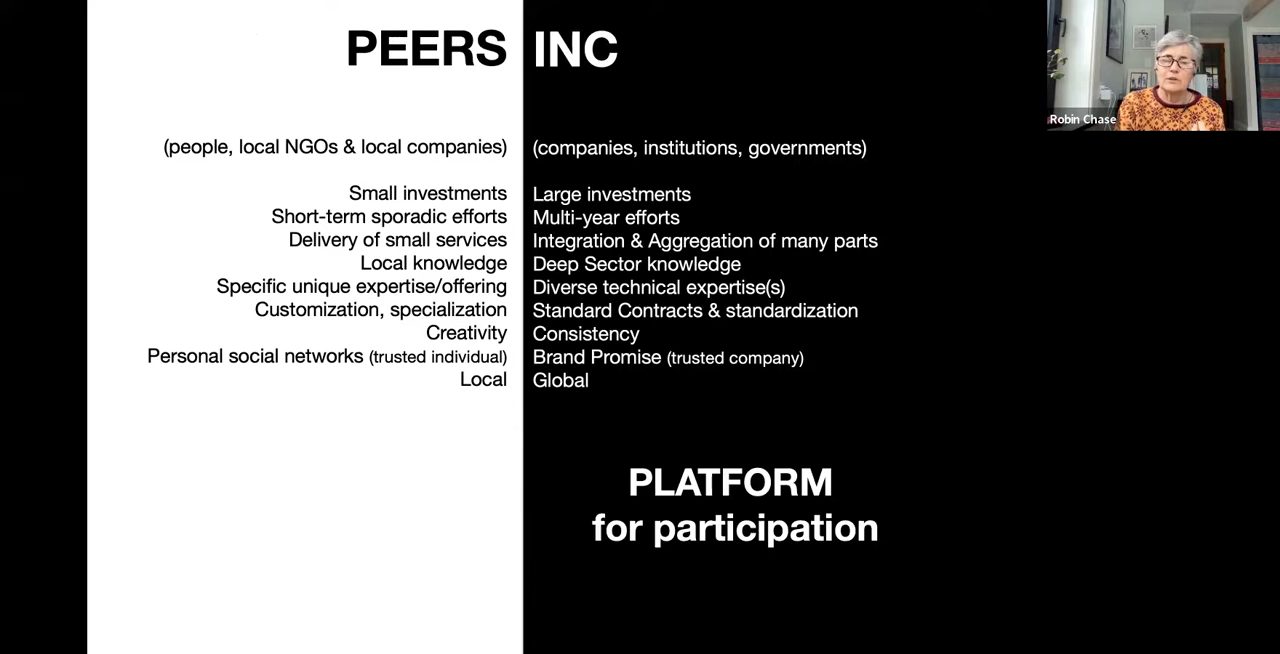 PEERS INC
(people, local NGOs & local companies) (companies, institutions, governments)
Small investments Large investments
Short-term sporadic efforts Multi-year efforts
Delivery of small services Integration & Aggregation of many parts
Local knowledge Deep Sector knowledge
Specific unique expertise/offering Diverse technical expertise(s)
Customization, specialization Standard Contracts & standardization
Creativity Consistency
Personal social networks (trusted individual) Brand Promise (trusted company)
Local Global
PLATFORM
for participation
Robin Chase